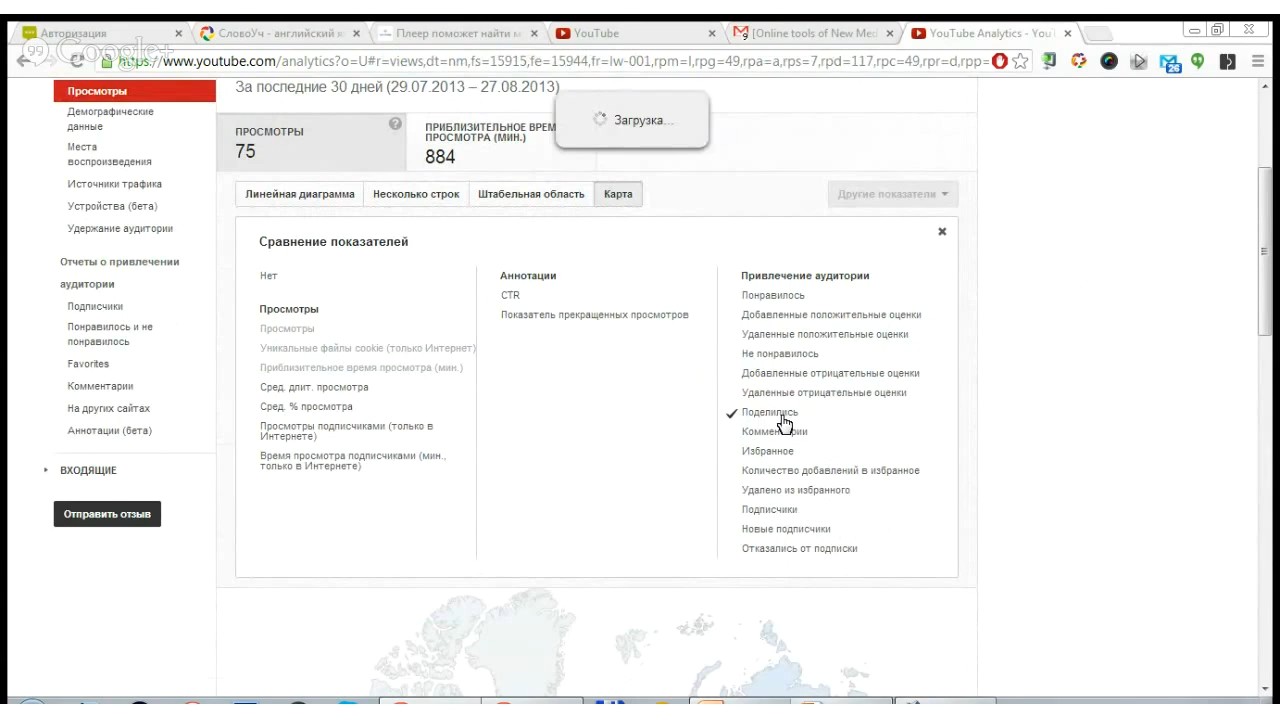 Авторизация
СловоУч - английский в
Плеер поможет найти м
YouTube
[Online tools of New Med
YouTube Analytics - YouT
99 Google+
https://www.youtube.com/analytics?o=U#r=views,dt=nm,fs=15915,fe=15944,fr=lw-001,rpm=l,rpg=49,rpa=a,rps=7,rpd=117,rpc=49,rpr=d,rpp=
26
Просмотры
Демографические
данные
Места
воспроизведения
Источники трафика
Устройства (бета)
Удержание аудитории
Отчеты о привлечении
аудитории
Подписчики
Понравилось и не
понравилось
Favorites
Комментарии
На других сайтах
Аннотации (бета)
ВХОДЯЩИЕ
Отправить отзыв
За последние 30 дней (29.07.2013 – 27.08.2013)
Загрузка...
ПРОСМОТРЫ
75
ПРИБЛИЗИТЕЛЬНОЕ ВРЕМ
ПРОСМОТРА (МИН.)
884
Линейная диаграмма
Несколько строк
Штабельная область
Карта
Другие показатели
Сравнение показателей
Нет
Просмотры
Просмотры
Уникальные файлы cookie (только Интернет)
Приблизительное время просмотра (мин.)
Сред. длит. просмотра
Сред. % просмотра
Просмотры подписчиками (только в
Интернете)
Время просмотра подписчиками (мин.,
только в Интернете)
Аннотации
CTR
Показатель прекращенных просмотров
Привлечение аудитории
Понравилось
Добавленные положительные оценки
Удаленные положительные оценки
Не понравилось
Добавленные отрицательные оценки
Удаленные отрицательные оценки
Поделились
Комментарии
Избранное
Количество добавлений в избранное
Удалено из избранного
Подписчики
Новые подписчики
Отказались от подписки